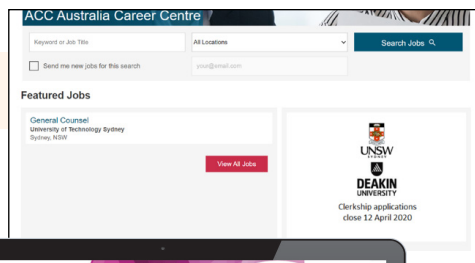 ACC Australia Career Centre
Keyword or Job Title
All Locations
Search Jobs
Send me new jobs for this search
your@email.com
Featured Jobs
General Counsel
University of Technology Sydney
Sydney, NSW
View All Jobs
UNSW
SYDNEY
DEAKIN
UNIVERSITY
Clerkship applications
close 12 April 2020